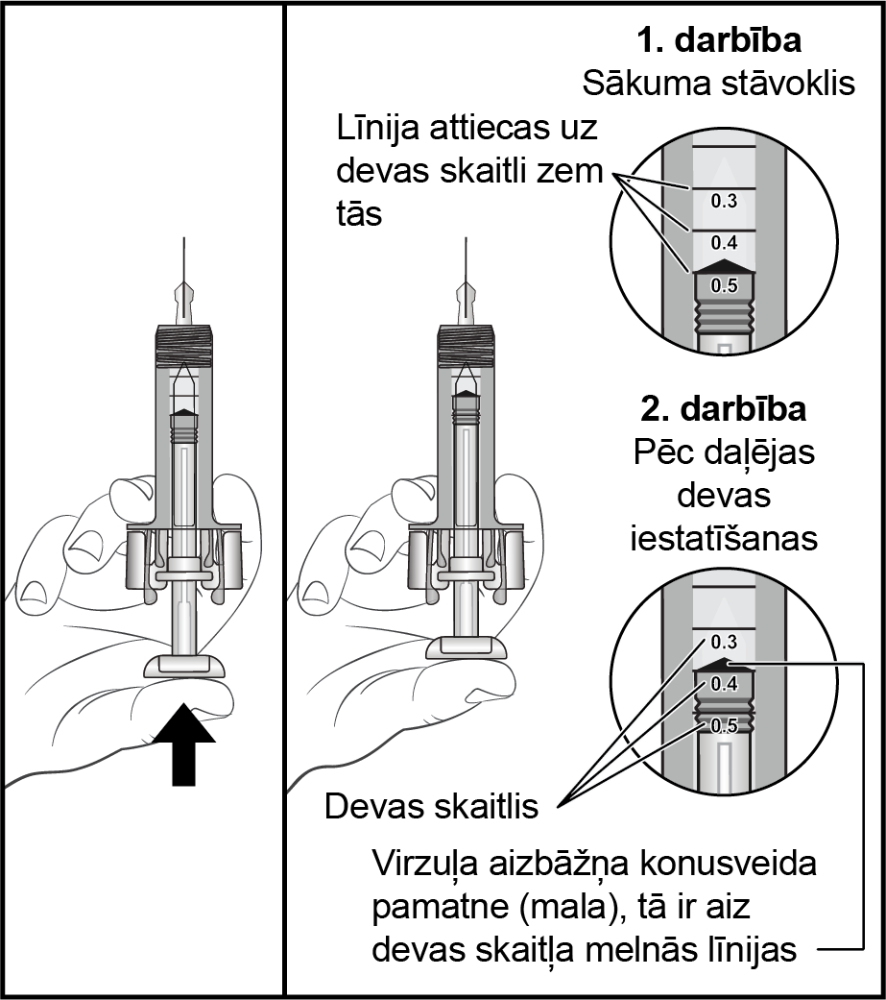 1. darbība
Sākuma stāvoklis
Līnija attiecas uz
devas skaitli zem
tās
0.3
0.4
0.5
2. darbība
Pēc daļējas
devas
iestatīšanas
0.3
0.4
0.5
Devas skaitlis
Virzuļa aizbāžņa konusveida
pamatne (mala), tā ir aiz
devas skaitļa melnās līnijas